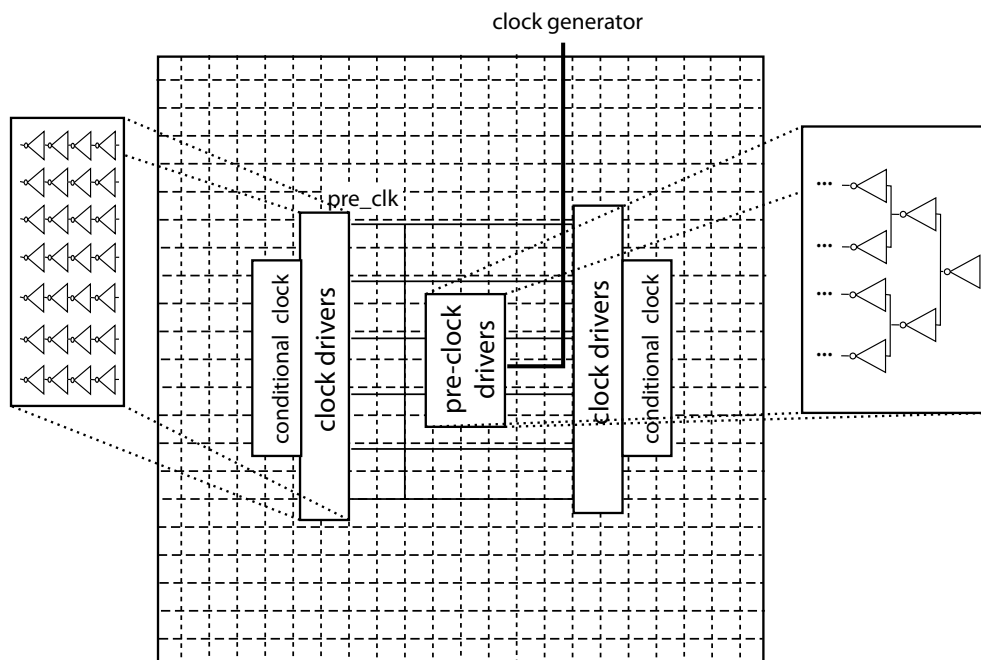 clock generator
pre_clk
conditional clock
clock drivers
pre-clock
drivers
clock drivers
conditional clock